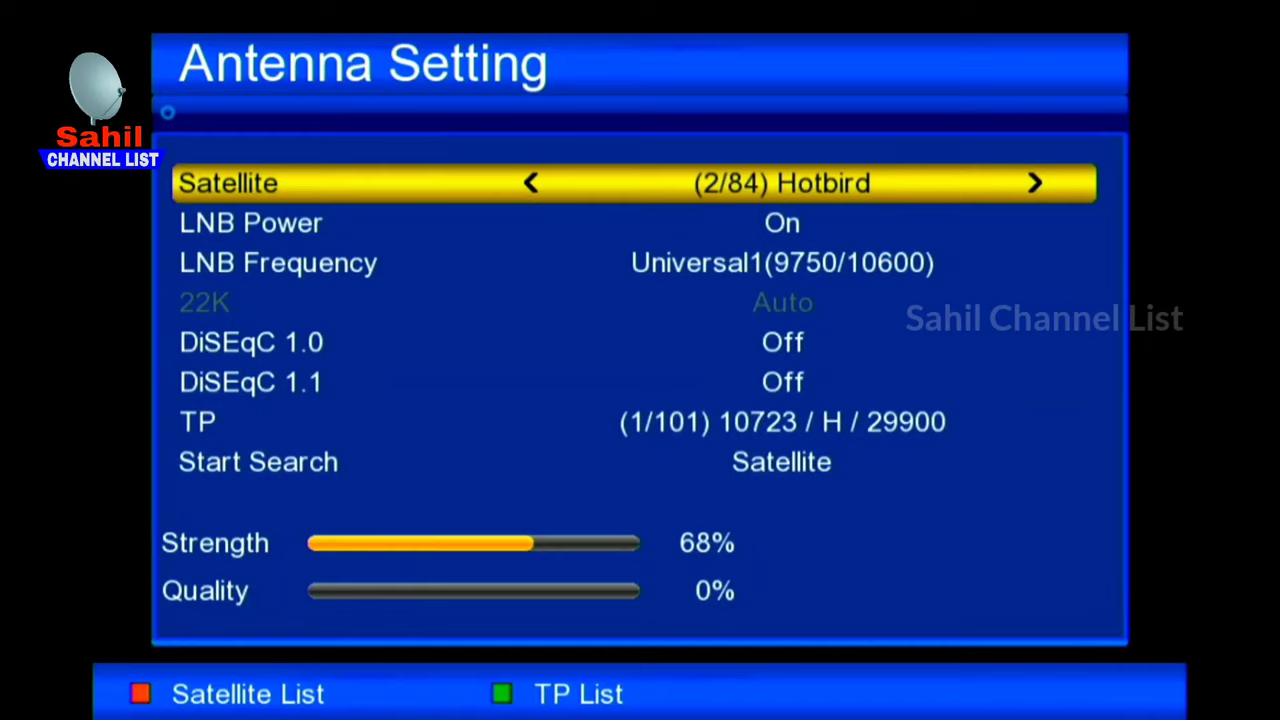 Antenna Setting
Sahil
CHANNEL LIST
Satellite < (2/84) Hotbird >
LNB Power On
LNB Frequency Universal1(9750/10600)
22K Auto
Sahil Channel List
DiSEqC 1.0 Off
DiSEqC 1.1 Off
TP (1/101) 10723 / H / 29900
Start Search Satellite
Strength 68%
Quality 0%
Satellite List TP List